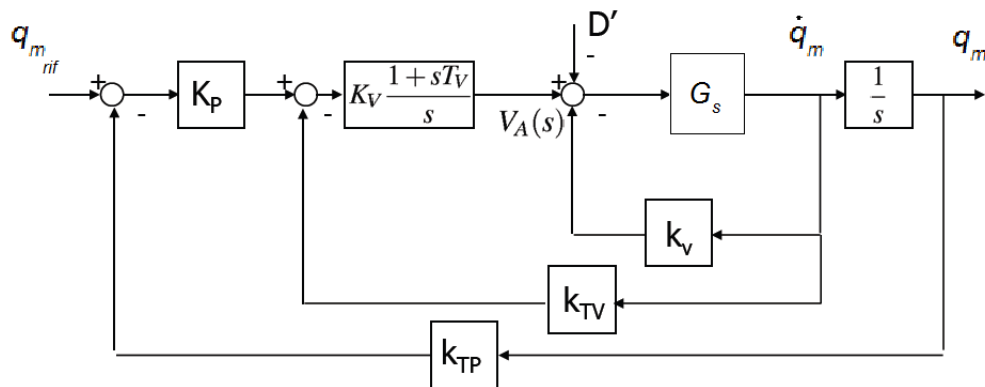 q_m_rif
+
-
K_P
+
-
K_V (1 + sT_V)/s
V_A(s)
D'
-
+
-
G_s
q̇_m
1/s
q_m
k_v
k_TV
k_TP